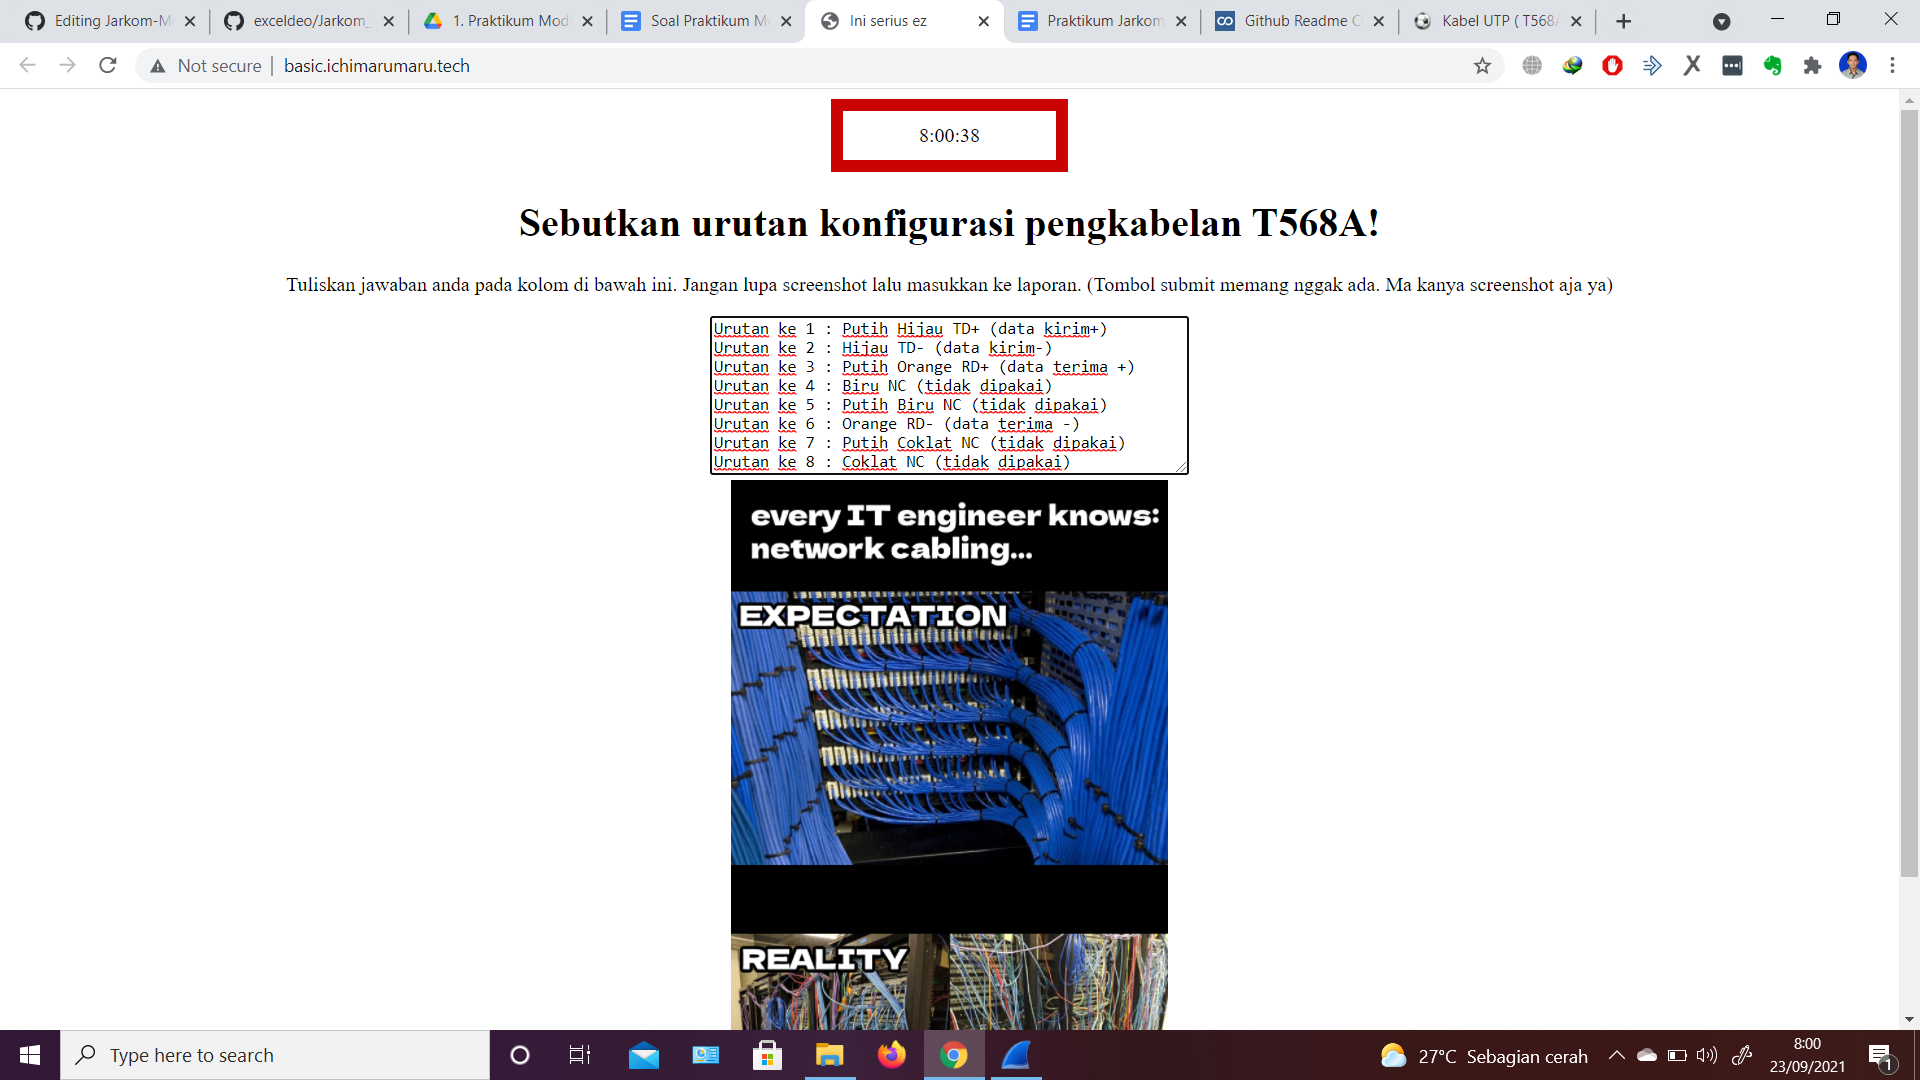 Editing Jarkom-M
exceldeo/Jarkom_
1. Praktikum Mod
Soal Praktikum M
Ini serius ez
Praktikum Jarkom
Github Readme C
Kabel UTP ( T568A
Not secure | basic.ichimarumaru.tech
8:00:38
Sebutkan urutan konfigurasi pengkabelan T568A!
Tuliskan jawaban anda pada kolom di bawah ini. Jangan lupa screenshot lalu masukkan ke laporan. (Tombol submit memang nggak ada. Ma kanya screenshot aja ya)
Urutan ke 1 : Putih Hijau TD+ (data kirim+)
Urutan ke 2 : Hijau TD- (data kirim-)
Urutan ke 3 : Putih Orange RD+ (data terima +)
Urutan ke 4 : Biru NC (tidak dipakai)
Urutan ke 5 : Putih Biru NC (tidak dipakai)
Urutan ke 6 : Orange RD- (data terima -)
Urutan ke 7 : Putih Coklat NC (tidak dipakai)
Urutan ke 8 : Coklat NC (tidak dipakai)
every IT engineer knows:
network cabling...
EXPECTATION
REALITY
Type here to search
27°C Sebagian cerah
8:00
23/09/2021
1